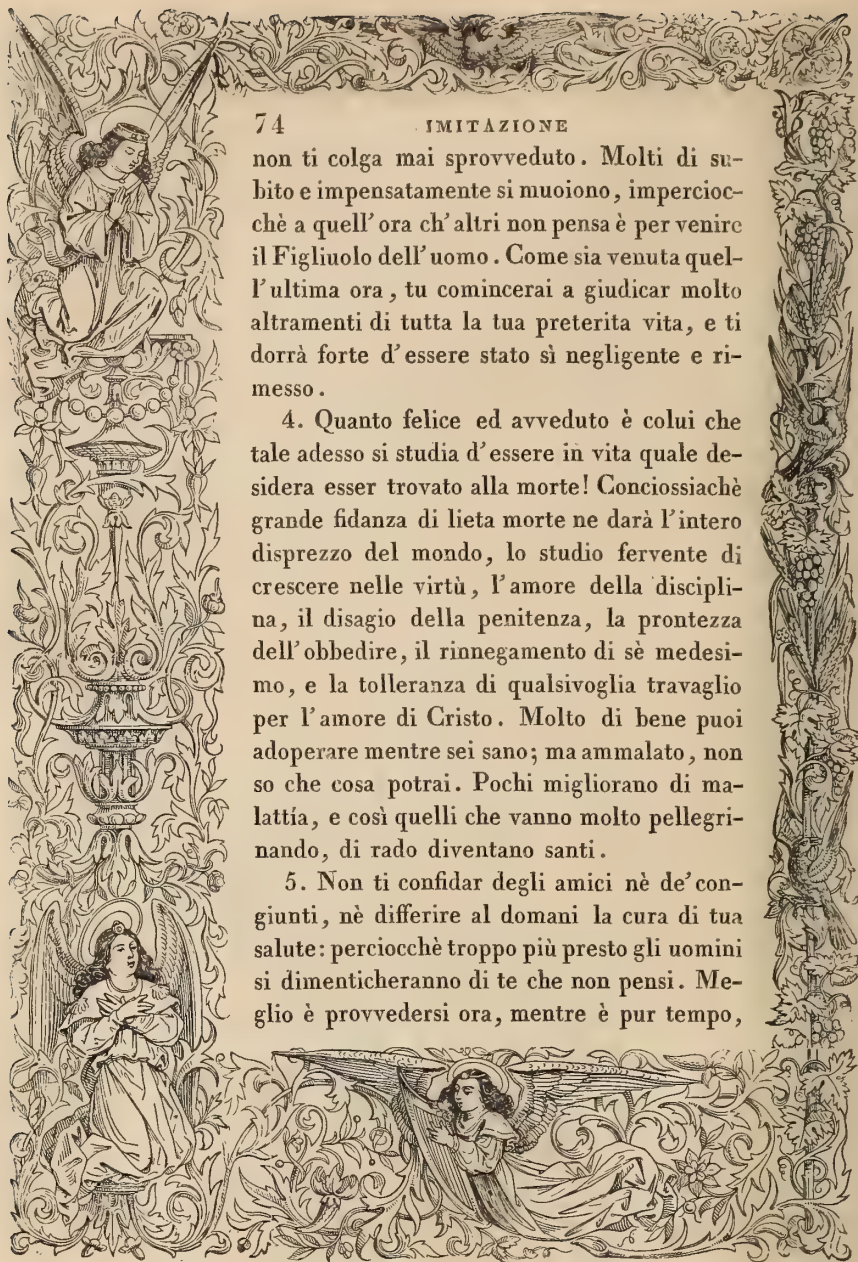 74 IMITAZIONE
non ti colga mai sprovveduto. Molti di su-
bito e impensatamente si muoiono, impercioc-
chè a quell'ora ch'altri non pensa è per venire
il Figliuolo dell'uomo. Come sia venuta quel-
l'ultima ora, tu comincerai a giudicar molto
altramenti di tutta la tua preterita vita, e ti
dorrà forte d'essere stato sì negligente e ri-
messo.
4. Quanto felice ed avveduto è colui che
tale adesso si studia d'essere in vita quale de-
sidera esser trovato alla morte! Conciossiachè
grande fidanza di lieta morte ne darà l'intero
disprezzo del mondo, lo studio fervente di
crescere nelle virtù, l'amore della discipli-
na, il disagio della penitenza, la prontezza
dell'obbedire, il rinnegamento di sè medesi-
mo, e la tolleranza di qualsivoglia travaglio
per l'amore di Cristo. Molto di bene puoi
adoperare mentre sei sano; ma ammalato, non
so che cosa potrai. Pochi migliorano di ma-
lattía, e così quelli che vanno molto pellegri-
nando, di rado diventano santi.
5. Non ti confidar degli amici nè de'con-
giunti, nè differire al domani la cura di tua
salute: perciocchè troppo più presto gli uomini
si dimenticheranno di te che non pensi. Me-
glio è provvedersi ora, mentre è pur tempo,